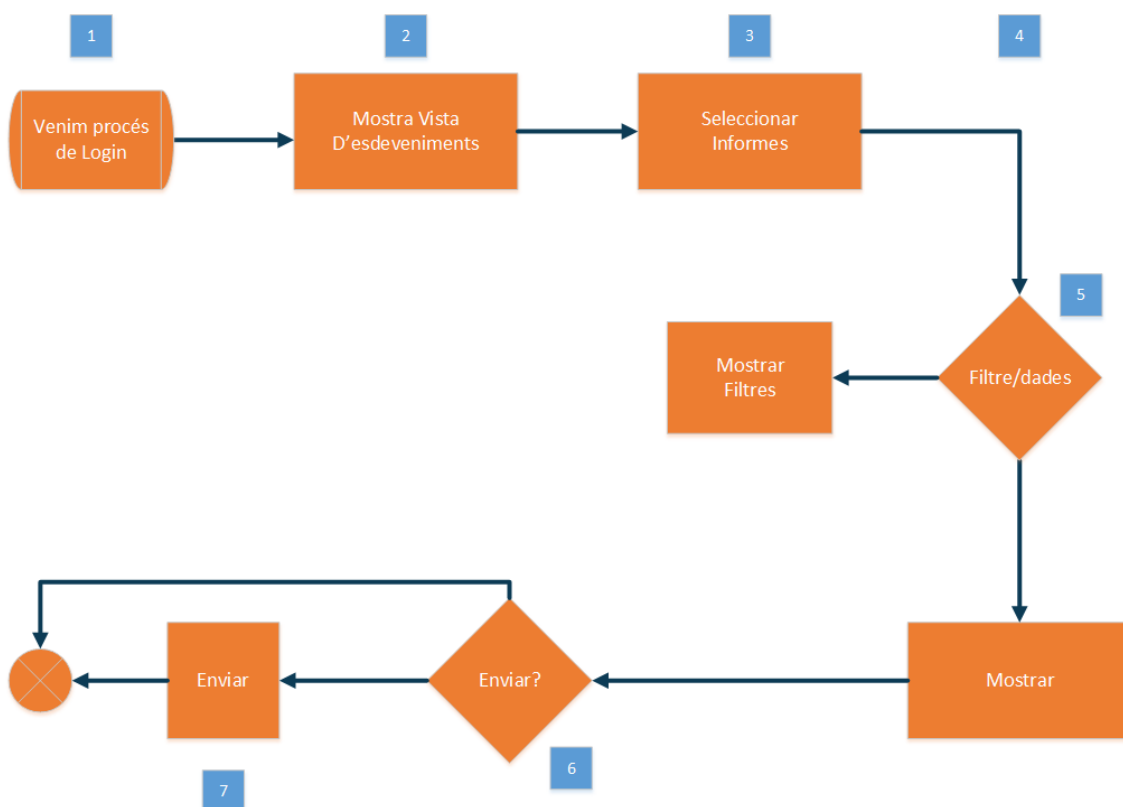 1
2
3
4
Venim procés
de Login
Mostra Vista
D'esdeveniments
Seleccionar
Informes
5
Mostrar
Filtres
Filtre/dades
Enviar
Enviar?
Mostrar
6
7